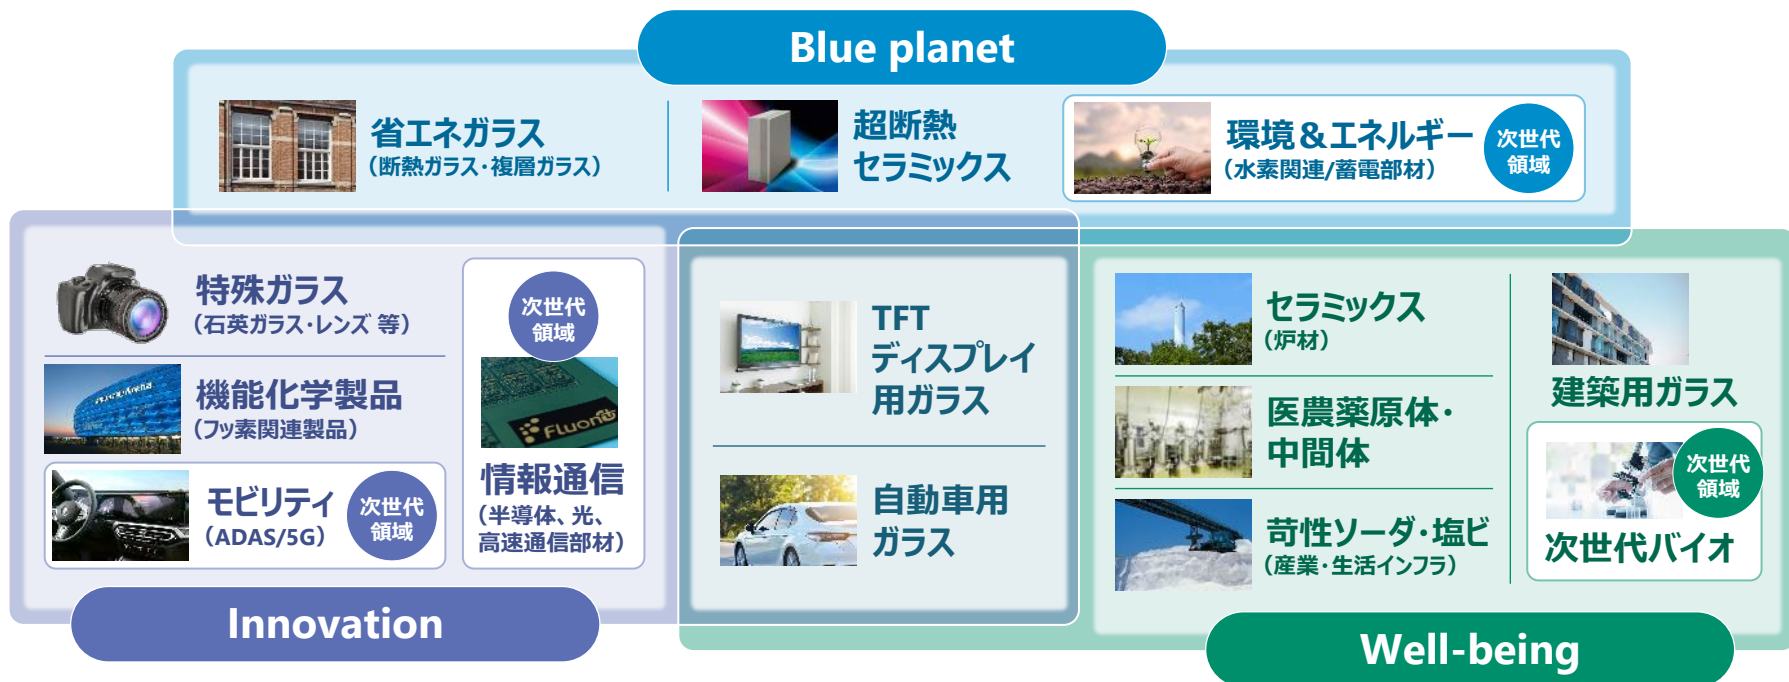 Blue planet
省エネガラス
（断熱ガラス・複層ガラス）
超断熱
セラミックス
環境＆エネルギー
（水素関連/蓄電部材）
次世代
領域
特殊ガラス
（石英ガラス・レンズ 等）
機能化学製品
（フッ素関連製品）
モビリティ
（ADAS/5G）
次世代
領域
次世代
領域
FLUON
情報通信
（半導体、光、
高速通信部材）
Innovation
TFT
ディスプレイ
用ガラス
自動車用
ガラス
セラミックス
（炉材）
医農薬原体・
中間体
苛性ソーダ・塩ビ
（産業・生活インフラ）
建築用ガラス
次世代
領域
次世代バイオ
Well-being